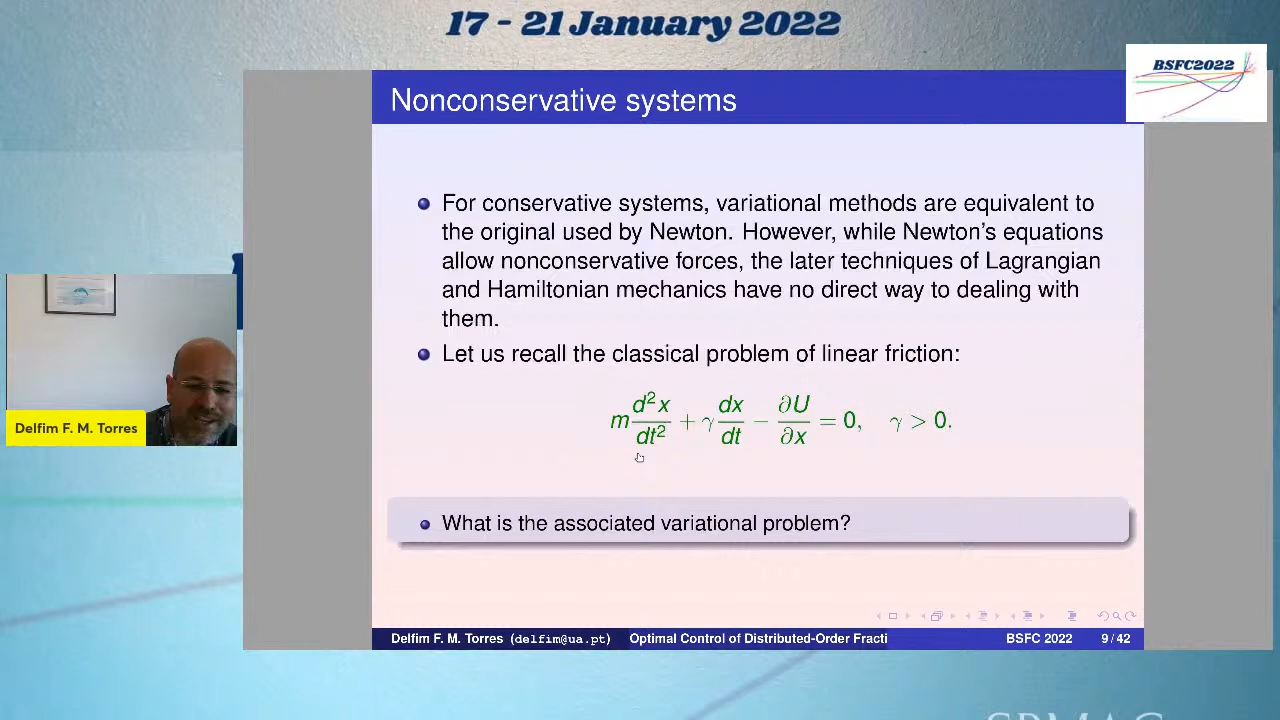 17 - 21 January 2022
BSFC2022
Nonconservative systems
For conservative systems, variational methods are equivalent to
the original used by Newton. However, while Newton's equations
allow nonconservative forces, the later techniques of Lagrangian
and Hamiltonian mechanics have no direct way to dealing with
them.
Let us recall the classical problem of linear friction:
m d²x/dt² + γ dx/dt − ∂U/∂x = 0, γ > 0.
What is the associated variational problem?
Delfim F. M. Torres
Delfim F. M. Torres (delfim@ua.pt) Optimal Control of Distributed-Order Fracti BSFC 2022 9 / 42